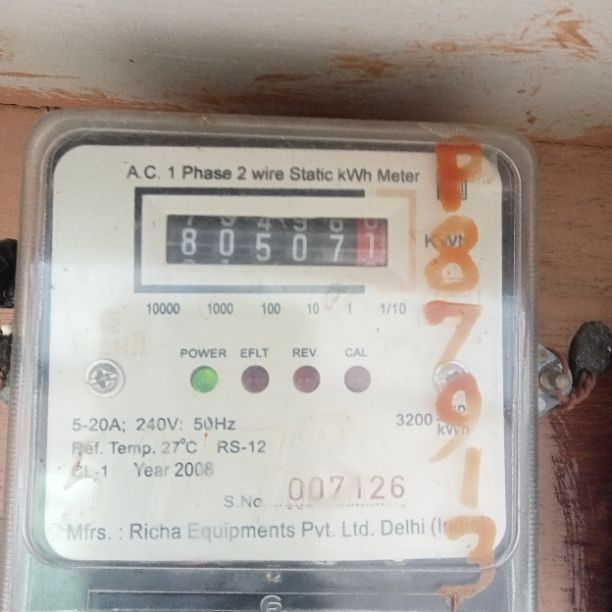 A.C. 1 Phase 2 wire Static kWh Meter
805071
KWh
10000 1000 100 10 1 1/10
POWER EFLT REV. CAL
5-20A; 240V: 50Hz
3200
kWh
Ref. Temp. 27°C RS-12
CL-1 Year 2008
S.No. 007126
Mfrs. : Richa Equipments Pvt. Ltd. Delhi (India)
P878913